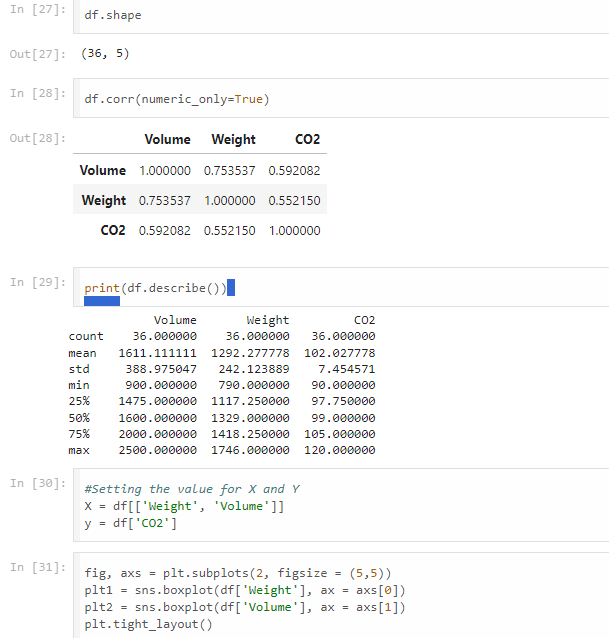 In [27]: df.shape
Out[27]: (36, 5)
In [28]: df.corr(numeric_only=True)
Out[28]: Volume Weight CO2
Volume 1.000000 0.753537 0.592082
Weight 0.753537 1.000000 0.552150
CO2 0.592082 0.552150 1.000000
In [29]: print(df.describe())
Volume Weight CO2
count 36.000000 36.000000 36.000000
mean 1611.111111 1292.277778 102.027778
std 388.975047 242.123889 7.454571
min 900.000000 790.000000 90.000000
25% 1475.000000 1117.250000 97.750000
50% 1600.000000 1329.000000 99.000000
75% 2000.000000 1418.250000 105.000000
max 2500.000000 1746.000000 120.000000
In [30]: #Setting the value for X and Y
X = df[['Weight', 'Volume']]
y = df['CO2']
In [31]: fig, axs = plt.subplots(2, figsize = (5,5))
plt1 = sns.boxplot(df['Weight'], ax = axs[0])
plt2 = sns.boxplot(df['Volume'], ax = axs[1])
plt.tight_layout()